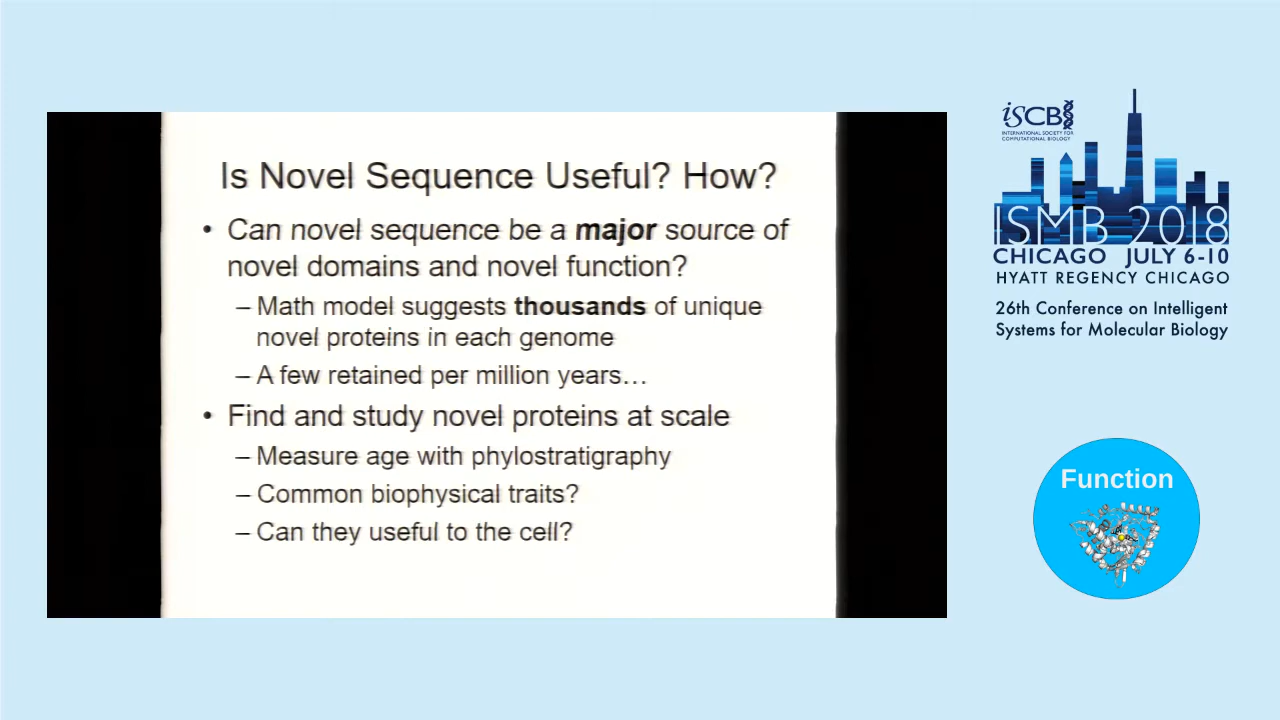 Is Novel Sequence Useful? How?
• Can novel sequence be a major source of
novel domains and novel function?
– Math model suggests thousands of unique
novel proteins in each genome
– A few retained per million years…
• Find and study novel proteins at scale
– Measure age with phylostratigraphy
– Common biophysical traits?
– Can they useful to the cell?
iSCB
INTERNATIONAL SOCIETY FOR
COMPUTATIONAL BIOLOGY
ISMB 2018
CHICAGO JULY 6-10
HYATT REGENCY CHICAGO
26th Conference on Intelligent
Systems for Molecular Biology
Function